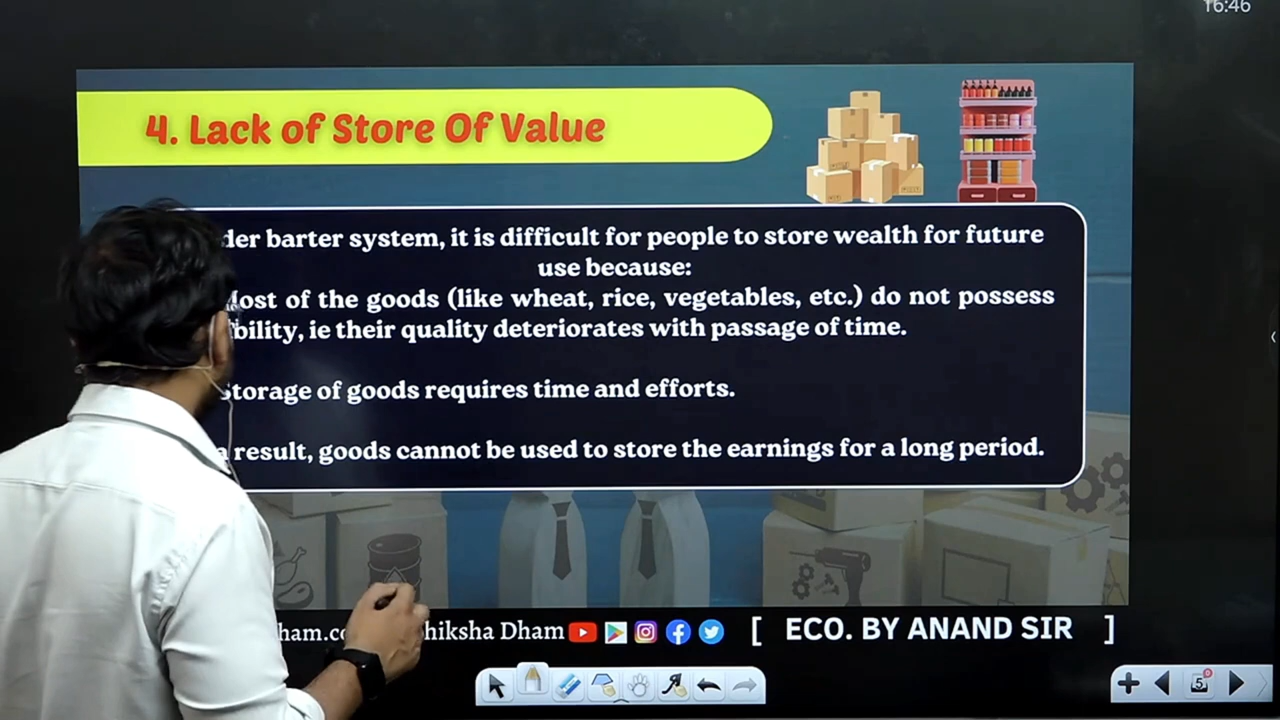 16:46
4. Lack of Store Of Value
der barter system, it is difficult for people to store wealth for future
use because:
Most of the goods (like wheat, rice, vegetables, etc.) do not possess
bility, ie their quality deteriorates with passage of time.
Storage of goods requires time and efforts.
a result, goods cannot be used to store the earnings for a long period.
ham.co hiksha Dham [ ECO. BY ANAND SIR ]
5